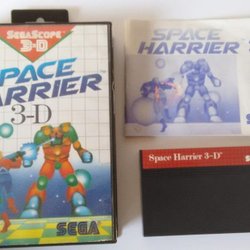 SEGASCOPE
3-D
SPACE
HARRIER
3-D
SEGA
SPACE
HARRIER
Space Harrier 3-D